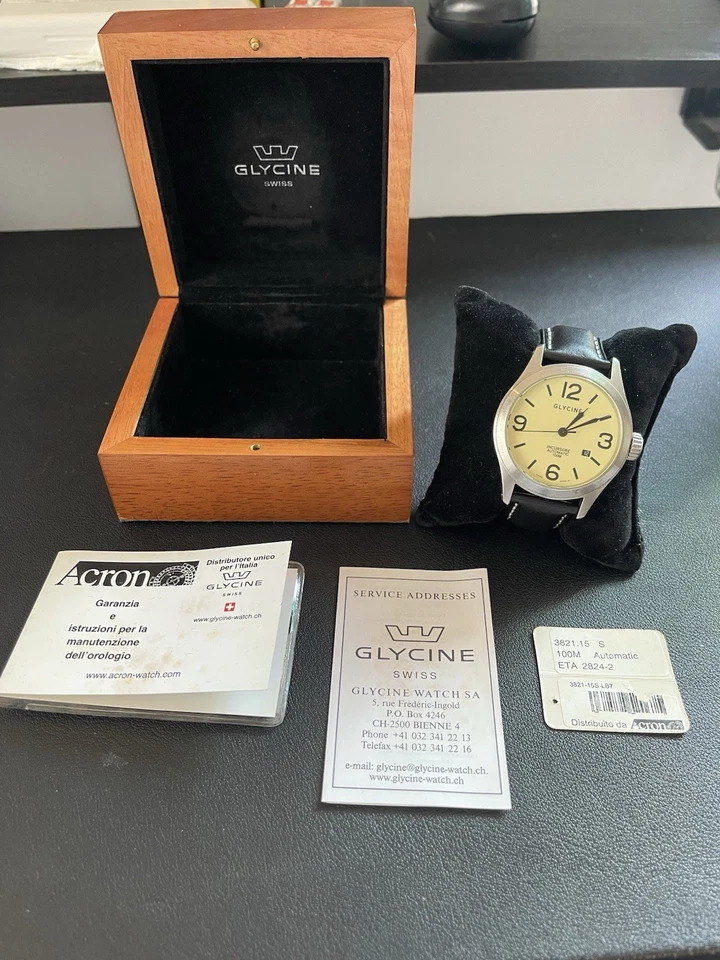 GLYCINE
SWISS
12
GLYCINE
9
3
INCURSORE
AUTOMATIC
6
Acron
Garanzia
e
istruzioni per la
manutenzione
dell'orologio
www.acron-watch.com
Distributore unico
per l'Italia
GLYCINE
SWISS
www.glycine-watch.ch
SERVICE ADDRESSES
GLYCINE
SWISS
GLYCINE WATCH SA
5, rue Frédéric-Ingold
P.O. Box 4246
CH-2500 BIENNE 4
Phone +41 032 341 22 13
Telefax +41 032 341 22 16
e-mail: glycine@glycine-watch.ch.
www.glycine-watch.ch
3821.15 S
100M Automatic
ETA 2824-2
3821-15S-LB7
Distribuito da Acron